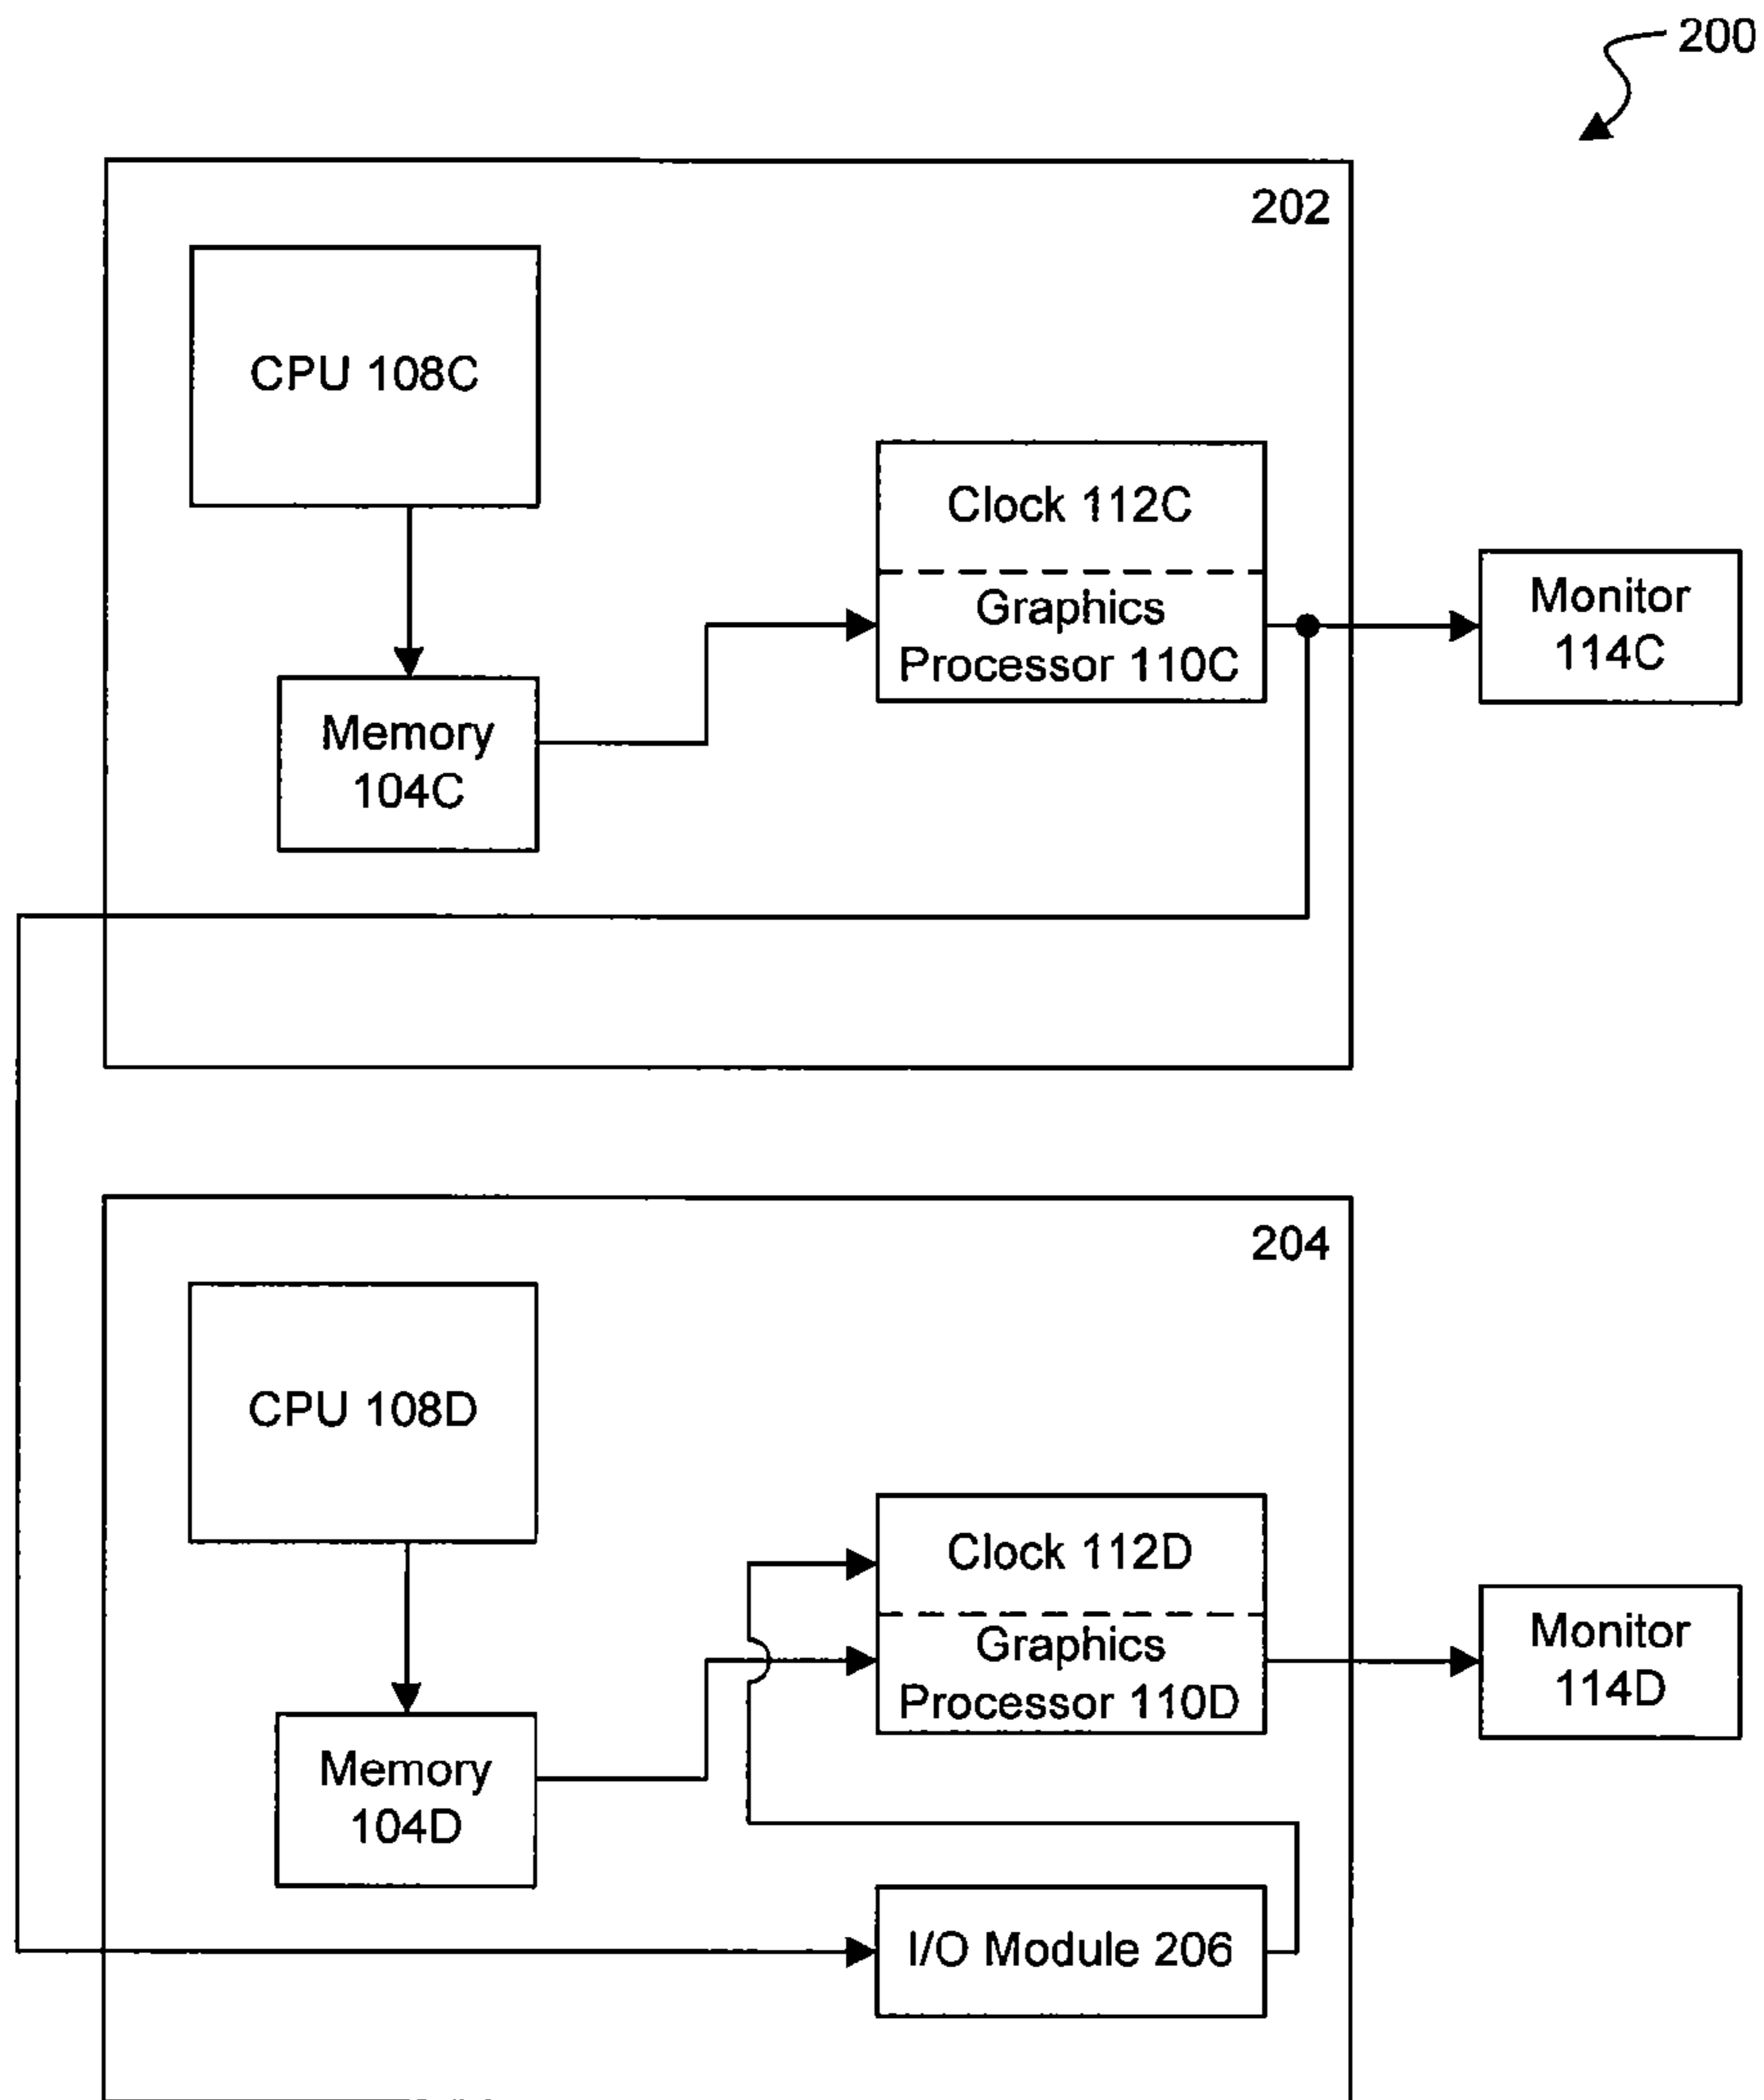 200
202
CPU 108C
Clock 112C
Graphics
Processor 110C
Monitor
114C
Memory
104C
204
CPU 108D
Clock 112D
Graphics
Processor 110D
Monitor
114D
Memory
104D
I/O Module 206